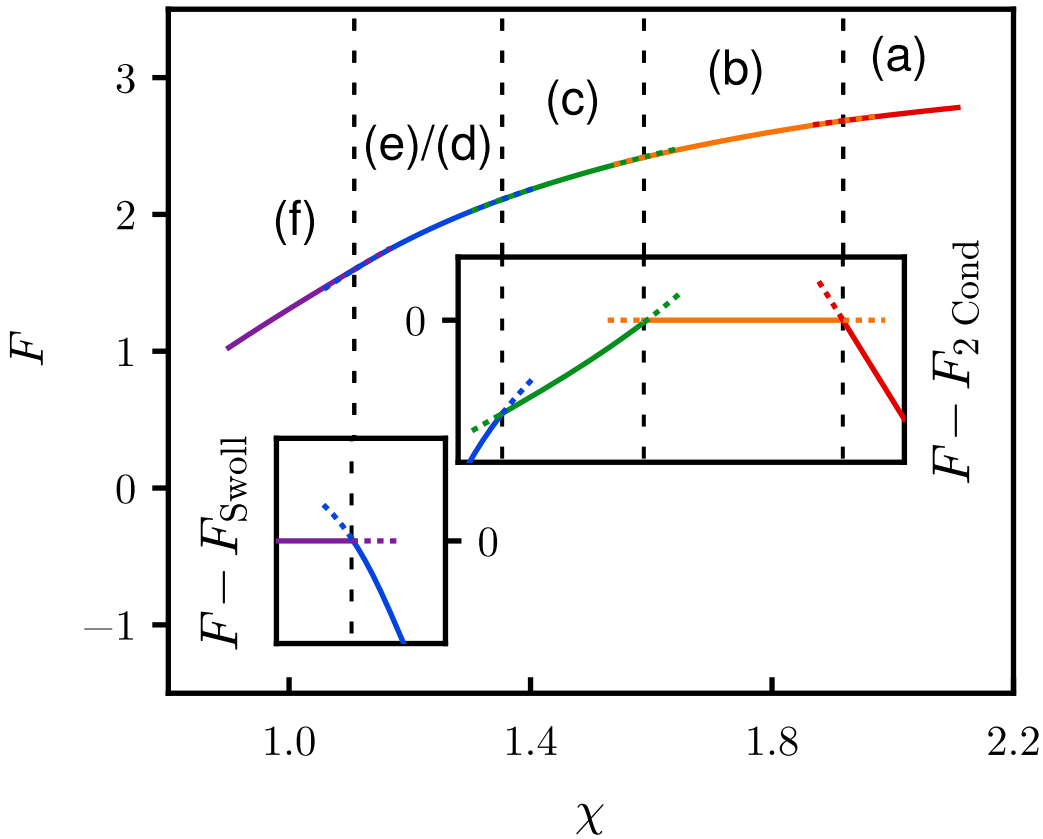 3
2
1
0
−1
F
(a)
(b)
(c)
(e)/(d)
(f)
0
F − F2 Cond
F − FSwoll
0
1.0
1.4
1.8
2.2
χ